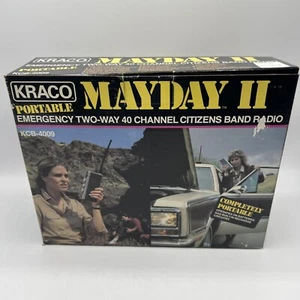 KRACO
PORTABLE
MAYDAY II
EMERGENCY TWO-WAY 40 CHANNEL CITIZENS BAND RADIO
KCB-4009
COMPLETELY
PORTABLE